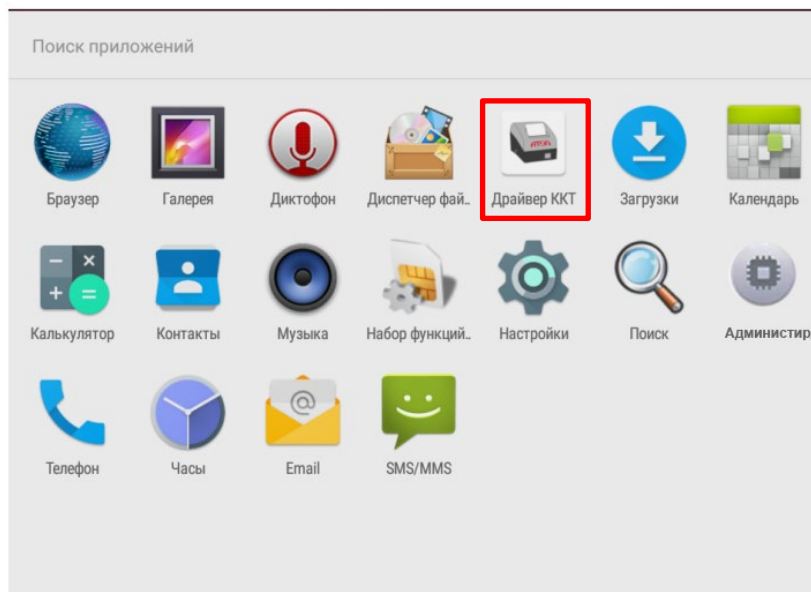 Поиск приложений
Браузер
Галерея
Диктофон
Диспетчер фай..
Драйвер ККТ
Загрузки
Календарь
Калькулятор
Контакты
Музыка
Набор функций..
Настройки
Поиск
Администир
Телефон
Часы
Email
SMS/MMS